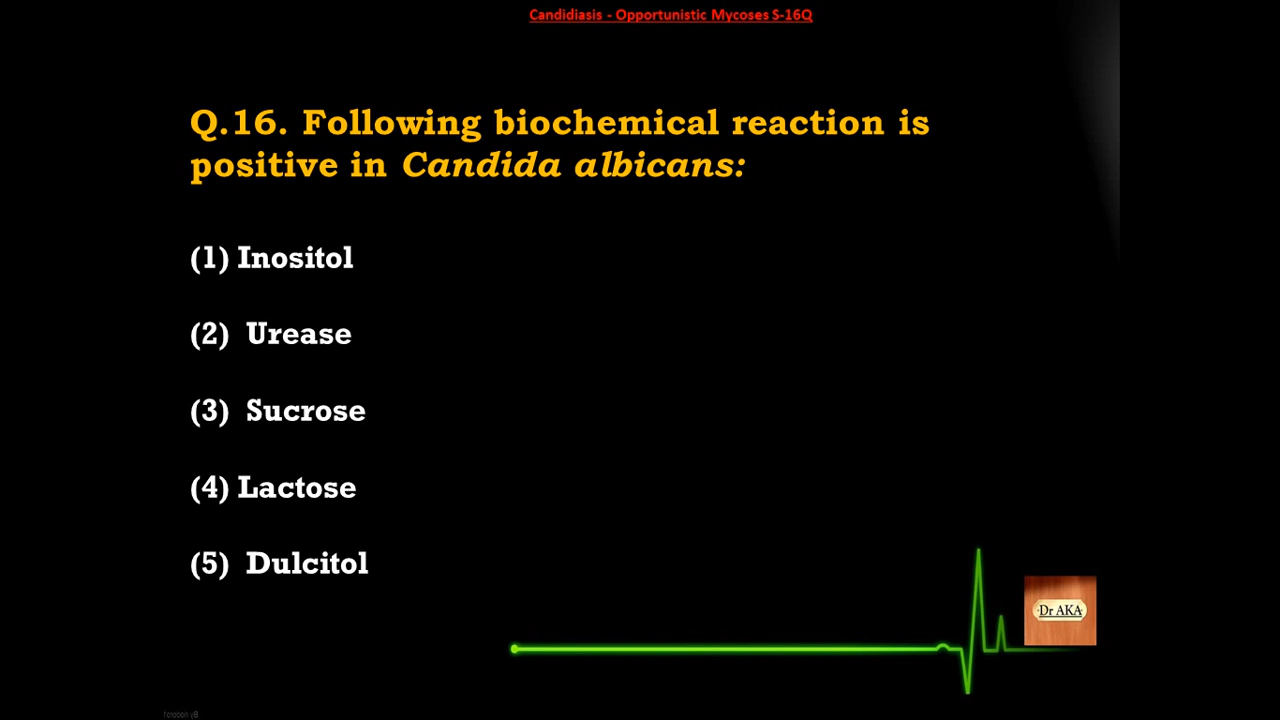 Candidiasis - Opportunistic Mycoses S-16Q
Q.16. Following biochemical reaction is
positive in Candida albicans:
(1) Inositol
(2) Urease
(3) Sucrose
(4) Lactose
(5) Dulcitol
Dr AKA